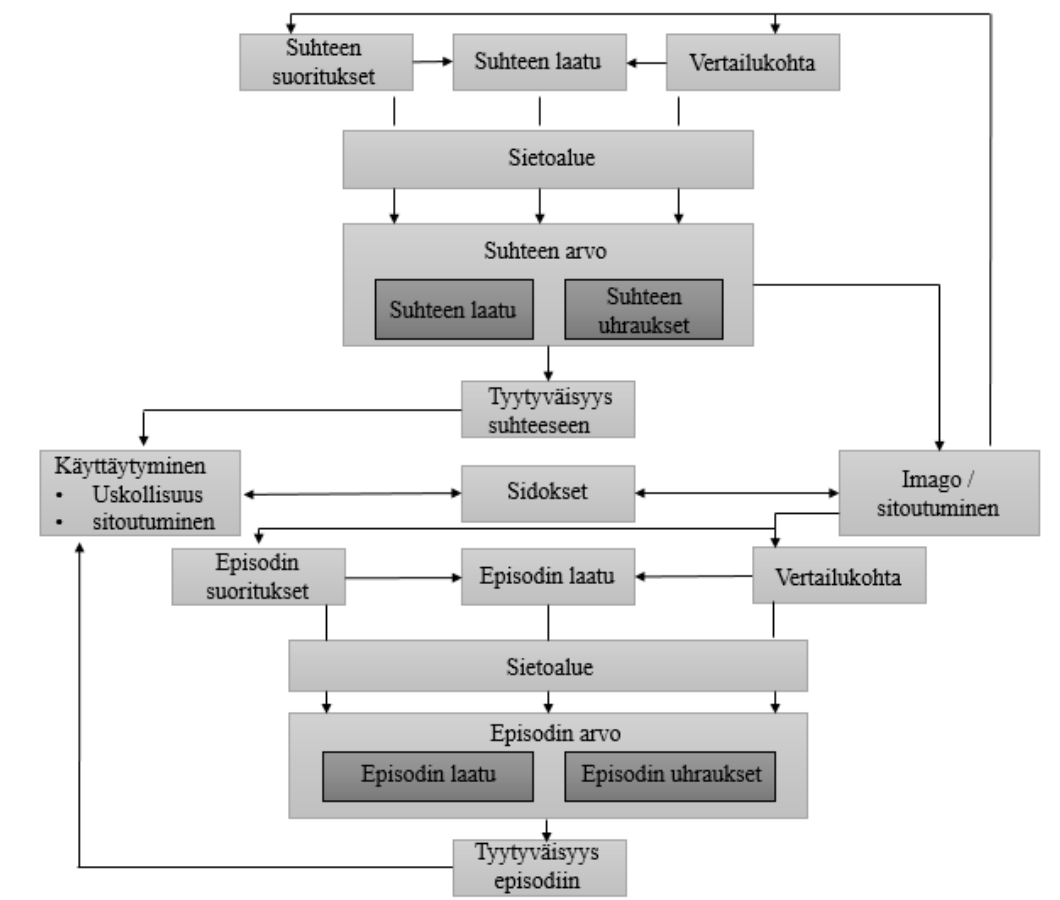 Suhteen
suoritukset
Suhteen laatu
Vertailukohta
Sietoalue
Suhteen arvo
Suhteen laatu
Suhteen
uhraukset
Tyytyväisyys
suhteeseen
Käyttäytyminen
• Uskollisuus
• sitoutuminen
Sidokset
Imago /
sitoutuminen
Episodin
suoritukset
Episodin laatu
Vertailukohta
Sietoalue
Episodin arvo
Episodin laatu
Episodin uhraukset
Tyytyväisyys
episodiin